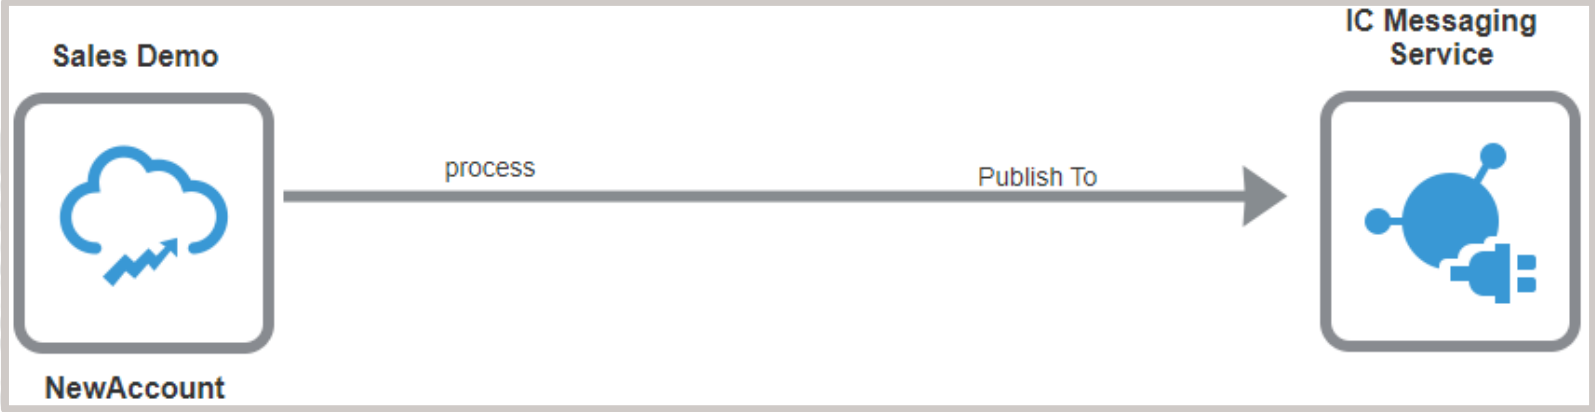 Sales Demo
IC Messaging
Service
process
Publish To
NewAccount